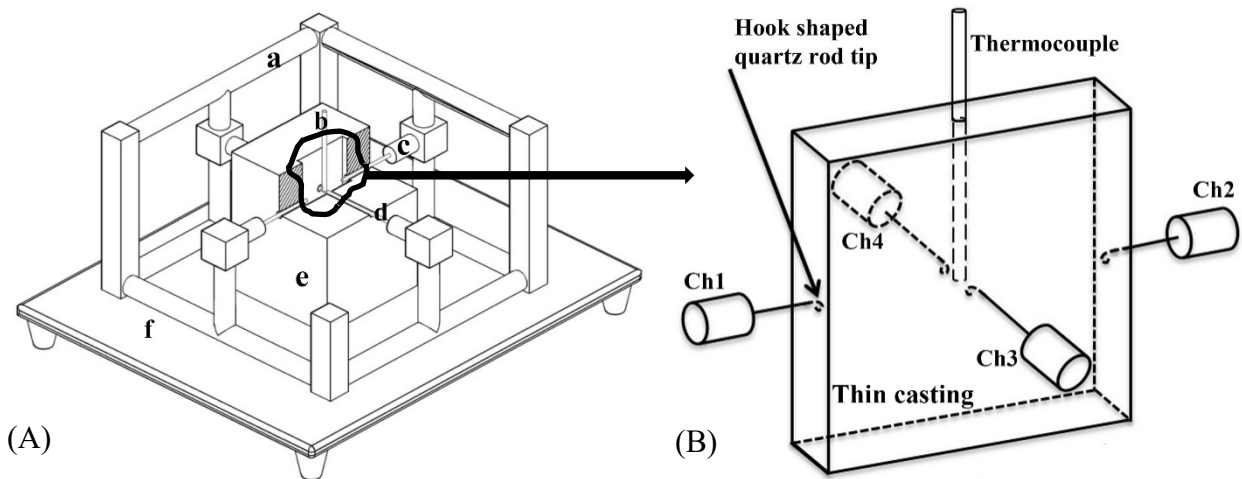 a
b
c
d
e
f
(A)
Hook shaped
quartz rod tip
Thermocouple
Ch4
Ch2
Ch1
Ch3
Thin casting
(B)